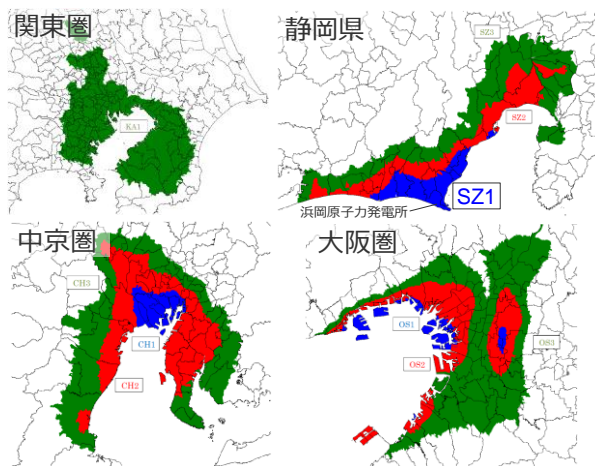 関東圏
KA1
静岡県
SZ3
SZ2
SZ1
浜岡原子力発電所
中京圏
CH3
CH1
CH2
大阪圏
OS1
OS2
OS3